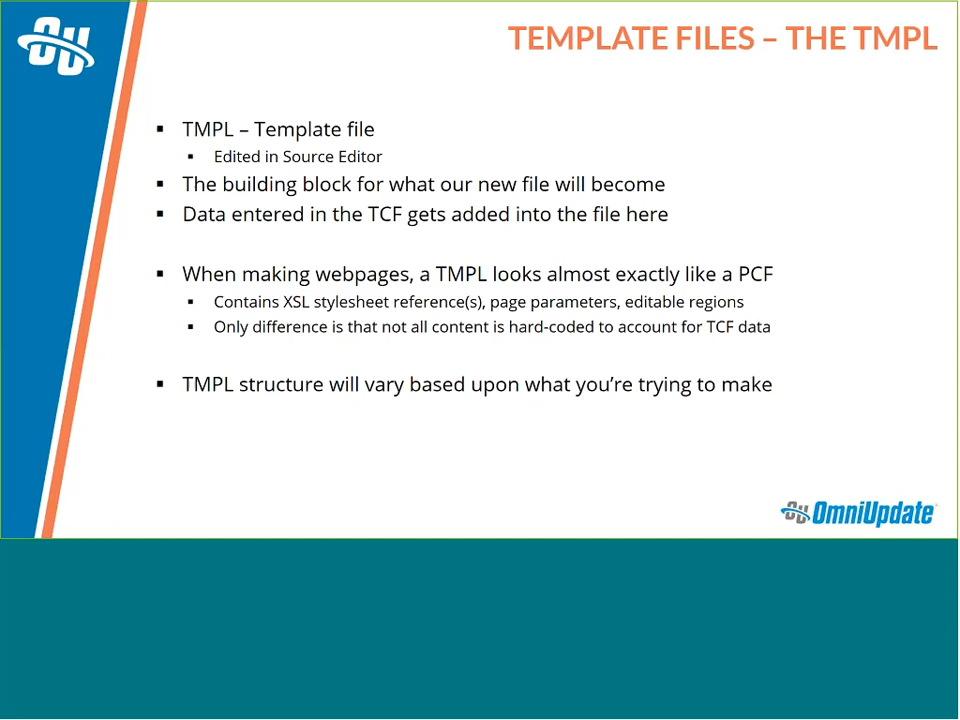 OU
TEMPLATE FILES – THE TMPL
▪ TMPL – Template file
▪ Edited in Source Editor
▪ The building block for what our new file will become
▪ Data entered in the TCF gets added into the file here
▪ When making webpages, a TMPL looks almost exactly like a PCF
▪ Contains XSL stylesheet reference(s), page parameters, editable regions
▪ Only difference is that not all content is hard-coded to account for TCF data
▪ TMPL structure will vary based upon what you’re trying to make
OU OmniUpdate